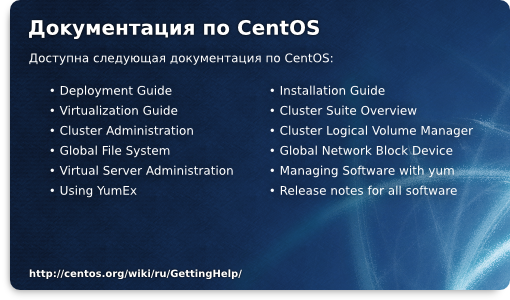 Документация по CentOS
Доступна следующая документация по CentOS:
• Deployment Guide
• Virtualization Guide
• Cluster Administration
• Global File System
• Virtual Server Administration
• Using YumEx
• Installation Guide
• Cluster Suite Overview
• Cluster Logical Volume Manager
• Global Network Block Device
• Managing Software with yum
• Release notes for all software
http://centos.org/wiki/ru/GettingHelp/